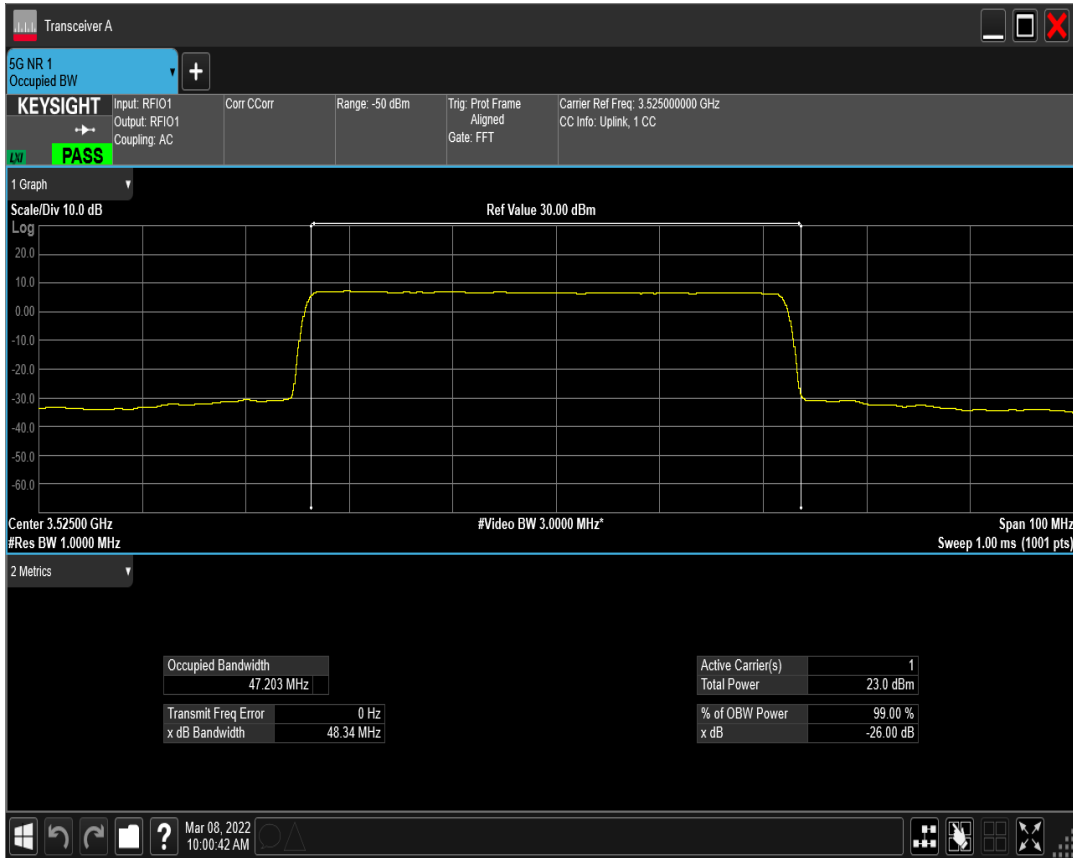 Transceiver A
5G NR 1
Occupied BW
+
KEYSIGHT
LXI
PASS
Input: RFIO1
Output: RFIO1
Coupling: AC
Corr CCorr
Range: -50 dBm
Trig: Prot Frame
Aligned
Gate: FFT
Carrier Ref Freq: 3.525000000 GHz
CC Info: Uplink, 1 CC
1 Graph
Scale/Div 10.0 dB
Ref Value 30.00 dBm
Log
20.0
10.0
0.00
-10.0
-20.0
-30.0
-40.0
-50.0
-60.0
Center 3.52500 GHz
#Video BW 3.0000 MHz*
Span 100 MHz
#Res BW 1.0000 MHz
Sweep 1.00 ms (1001 pts)
2 Metrics
Occupied Bandwidth
47.203 MHz
Transmit Freq Error 0 Hz
x dB Bandwidth 48.34 MHz
Active Carrier(s) 1
Total Power 23.0 dBm
% of OBW Power 99.00 %
x dB -26.00 dB
?
Mar 08, 2022
10:00:42 AM